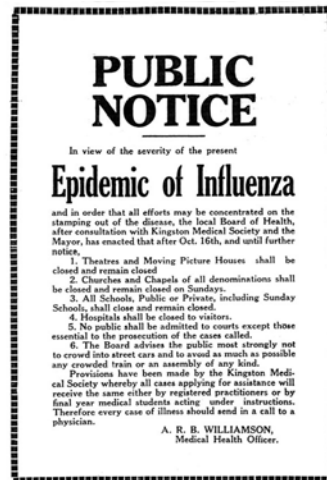 PUBLIC
NOTICE
In view of the severity of the present
Epidemic of Influenza
and in order that all efforts may be concentrated on the
stamping out of the disease, the local Board of Health,
after consultation with Kingston Medical Society and the
Mayor, has enacted that after Oct. 16th, and until further
notice,
1. Theatres and Moving Picture Houses shall be
closed and remain closed
2. Churches and Chapels of all denominations shall
be closed and remain closed on Sundays.
3. All Schools, Public or Private, including Sunday
Schools, shall close and remain closed.
4. Hospitals shall be closed to visitors.
5. No public shall be admitted to courts except those
essential to the prosecution of the cases called.
6. The Board advises the public most strongly not
to crowd into street cars and to avoid as much as possible
any crowded train or an assembly of any kind.
Provisions have been made by the Kingston Medi-
cal Society whereby all cases applying for assistance will
receive the same either by registered practitioners or by
final year medical students acting under instructions.
Therefore every case of illness should send in a call to a
physician.
A. R. B. WILLIAMSON,
Medical Health Officer.